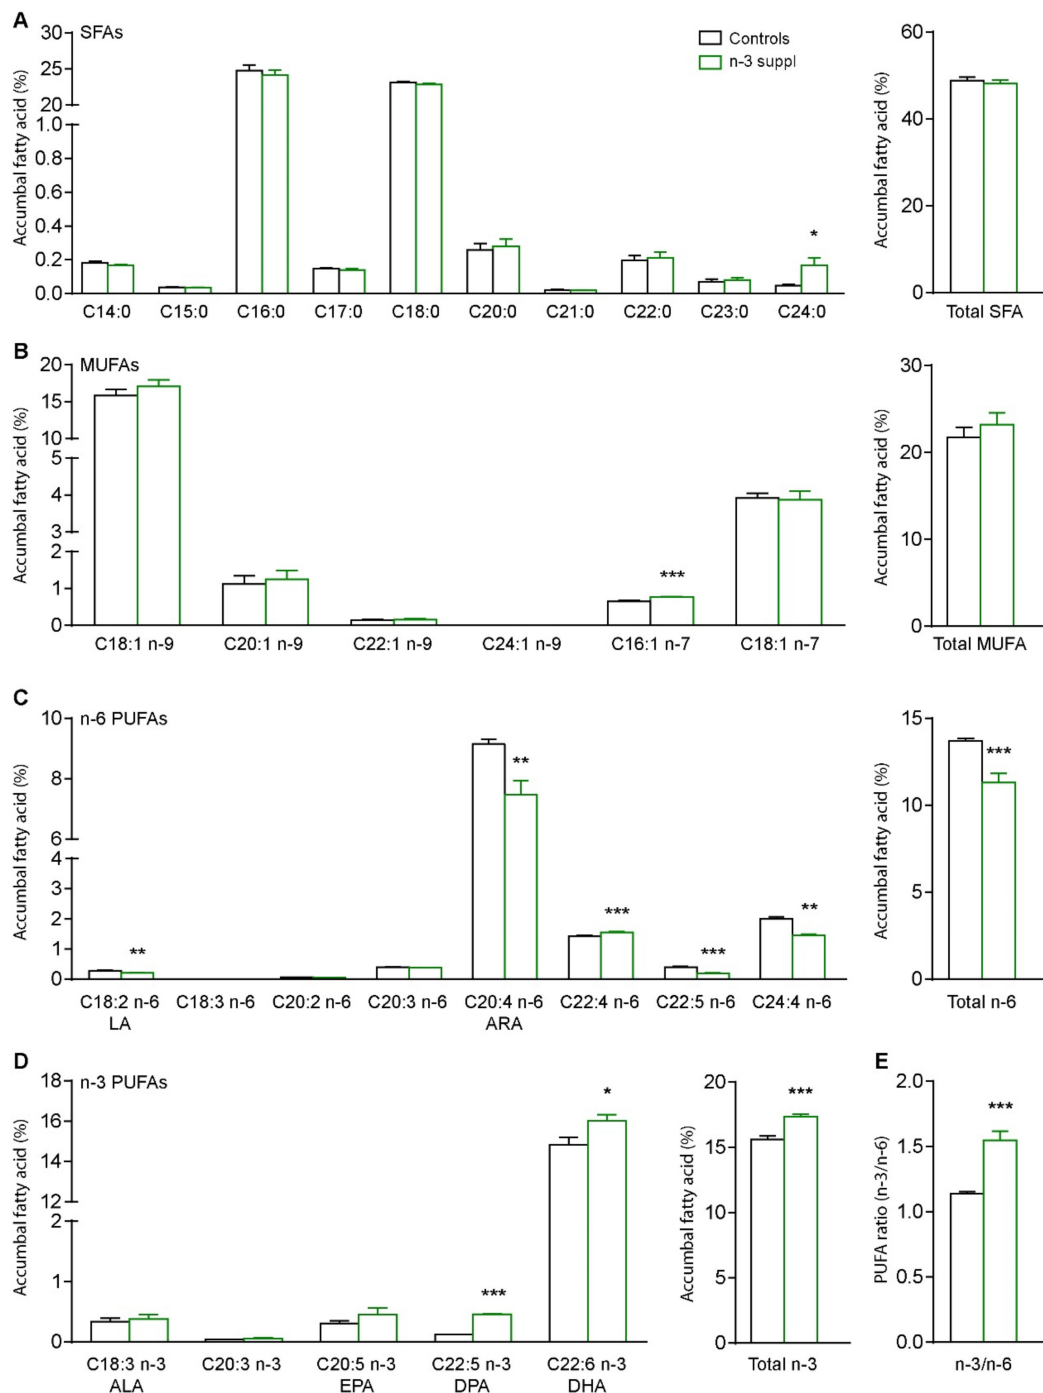 A
SFAs
Controls
n-3 suppl
Accumbal fatty acid (%)
30
25
20
1.0
0.8
0.6
0.4
0.2
0.0
*
C14:0 C15:0 C16:0 C17:0 C18:0 C20:0 C21:0 C22:0 C23:0 C24:0
Accumbal fatty acid (%)
60
40
20
0
Total SFA
B
MUFAs
Accumbal fatty acid (%)
20
15
10
5
4
3
2
1
0
***
C18:1 n-9 C20:1 n-9 C22:1 n-9 C24:1 n-9 C16:1 n-7 C18:1 n-7
Accumbal fatty acid (%)
30
20
10
0
Total MUFA
C
n-6 PUFAs
Accumbal fatty acid (%)
10
8
6
4
3
2
1
0
** ** *** *** **
C18:2 n-6 C18:3 n-6 C20:2 n-6 C20:3 n-6 C20:4 n-6 C22:4 n-6 C22:5 n-6 C24:4 n-6
LA ARA
Accumbal fatty acid (%)
15
10
5
0
***
Total n-6
D
n-3 PUFAs
Accumbal fatty acid (%)
18
16
14
12
2
1
0
*** *
C18:3 n-3 C20:3 n-3 C20:5 n-3 C22:5 n-3 C22:6 n-3
ALA EPA DPA DHA
Accumbal fatty acid (%)
20
15
10
5
0
***
Total n-3
E
PUFA ratio (n-3/n-6)
2.0
1.5
1.0
0.5
0.0
***
n-3/n-6